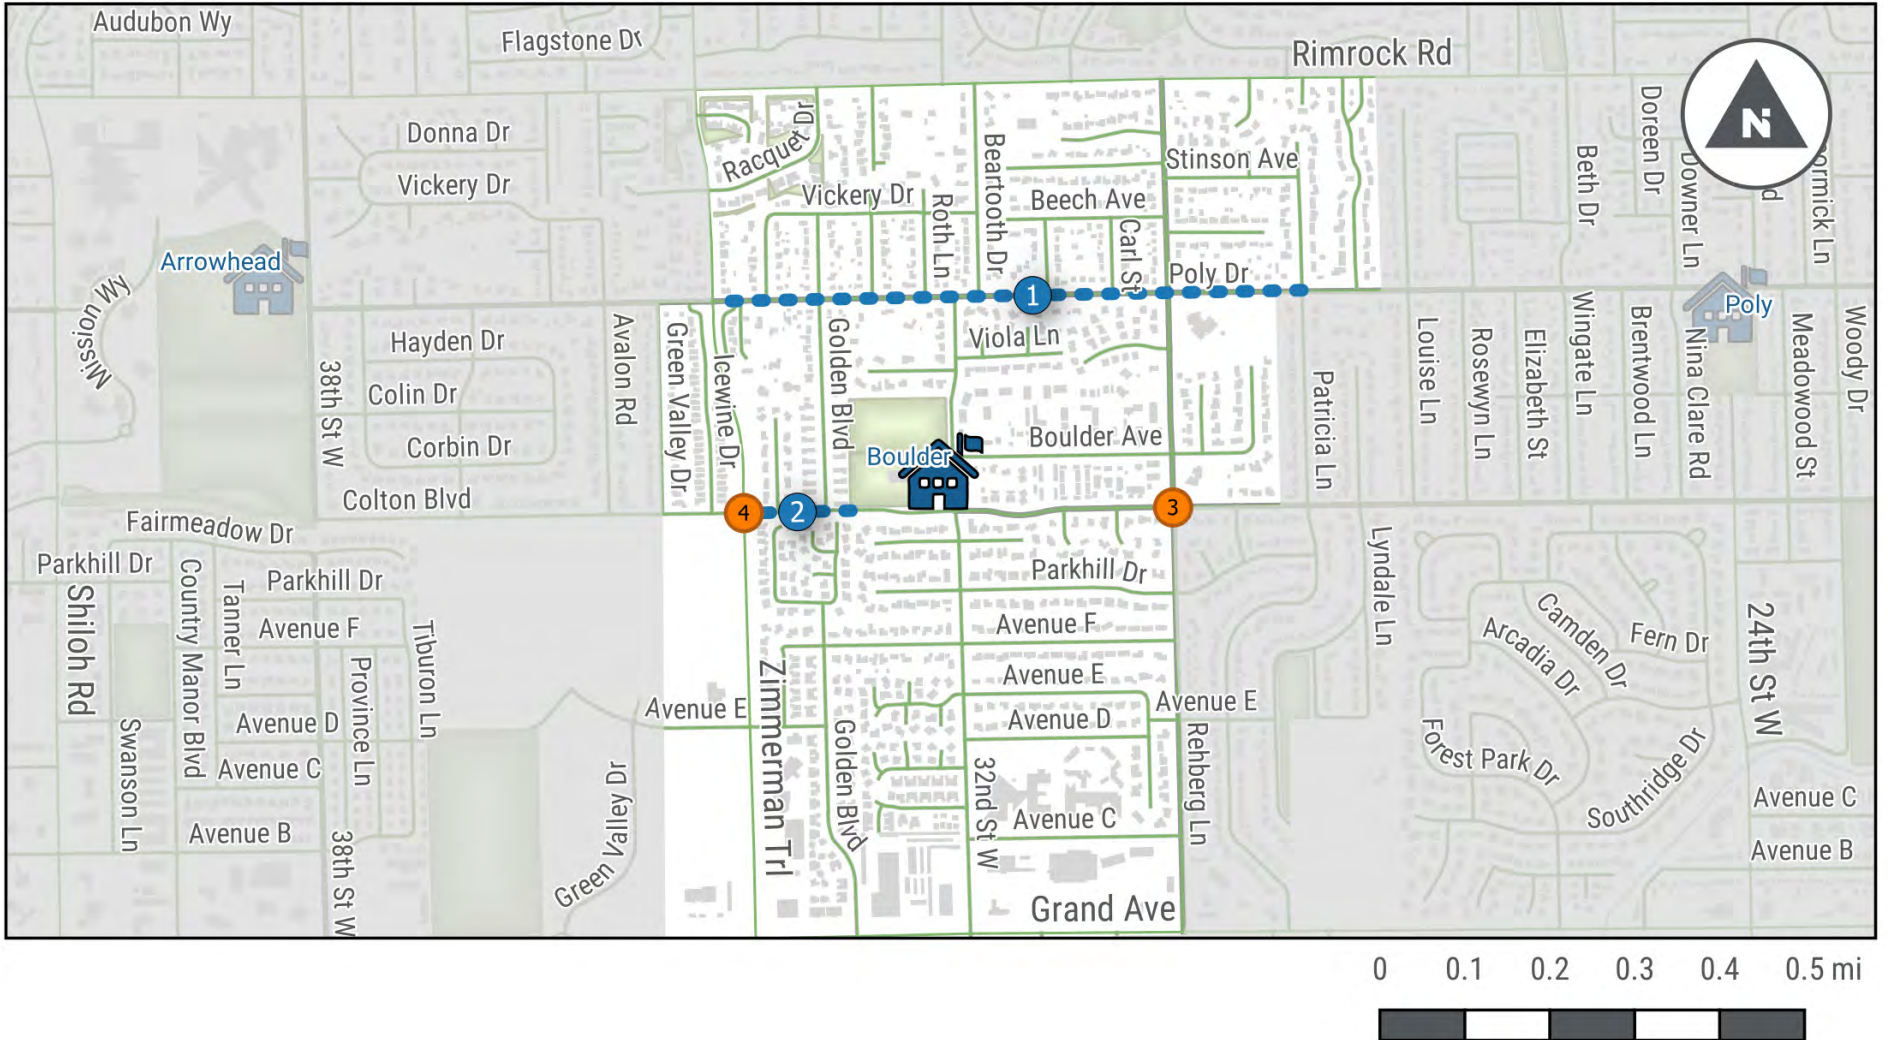 Audubon Wy
Flagstone Dr
Rimrock Rd
Donna Dr
Vickery Dr
Racquet Dr
Vickery Dr
Roth Ln
Beartooth Dr
Beech Ave
Carl St
Stinson Ave
Poly Dr
Beth Dr
Doreen Dr
Downer Ln
N
Arrowhead
Mission Wy
1
Poly
Hayden Dr
Colin Dr
Corbin Dr
38th St W
Avalon Rd
Green Valley Dr
Icewine Dr
Golden Blvd
Viola Ln
Boulder
Boulder Ave
Patricia Ln
Louise Ln
Rosewyn Ln
Elizabeth St
Wingate Ln
Brentwood Ln
Nina Clare Rd
Meadowood St
Woody Dr
Colton Blvd
4
2
3
Fairmeadow Dr
Parkhill Dr
Parkhill Dr
Shiloh Rd
Country Manor Blvd
Tanner Ln
Avenue F
Tiburon Ln
Province Ln
Swanson Ln
Avenue D
Avenue C
Avenue B
38th St W
Green Valley Dr
Avenue E
Zimmerman Trl
Golden Blvd
Parkhill Dr
Avenue F
Avenue E
Avenue D
Avenue E
32nd St W
Avenue C
Rehberg Ln
Grand Ave
Lyndale Ln
Camden Dr
Arcadia Dr
Fern Dr
Forest Park Dr
Southridge Dr
24th St W
Avenue C
Avenue B
0 0.1 0.2 0.3 0.4 0.5 mi